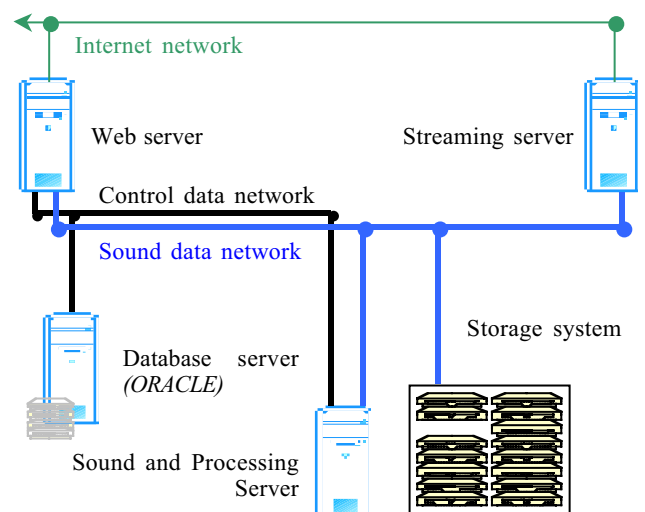 Internet network
Web server
Streaming server
Control data network
Sound data network
Storage system
Database server
(ORACLE)
Sound and Processing
Server